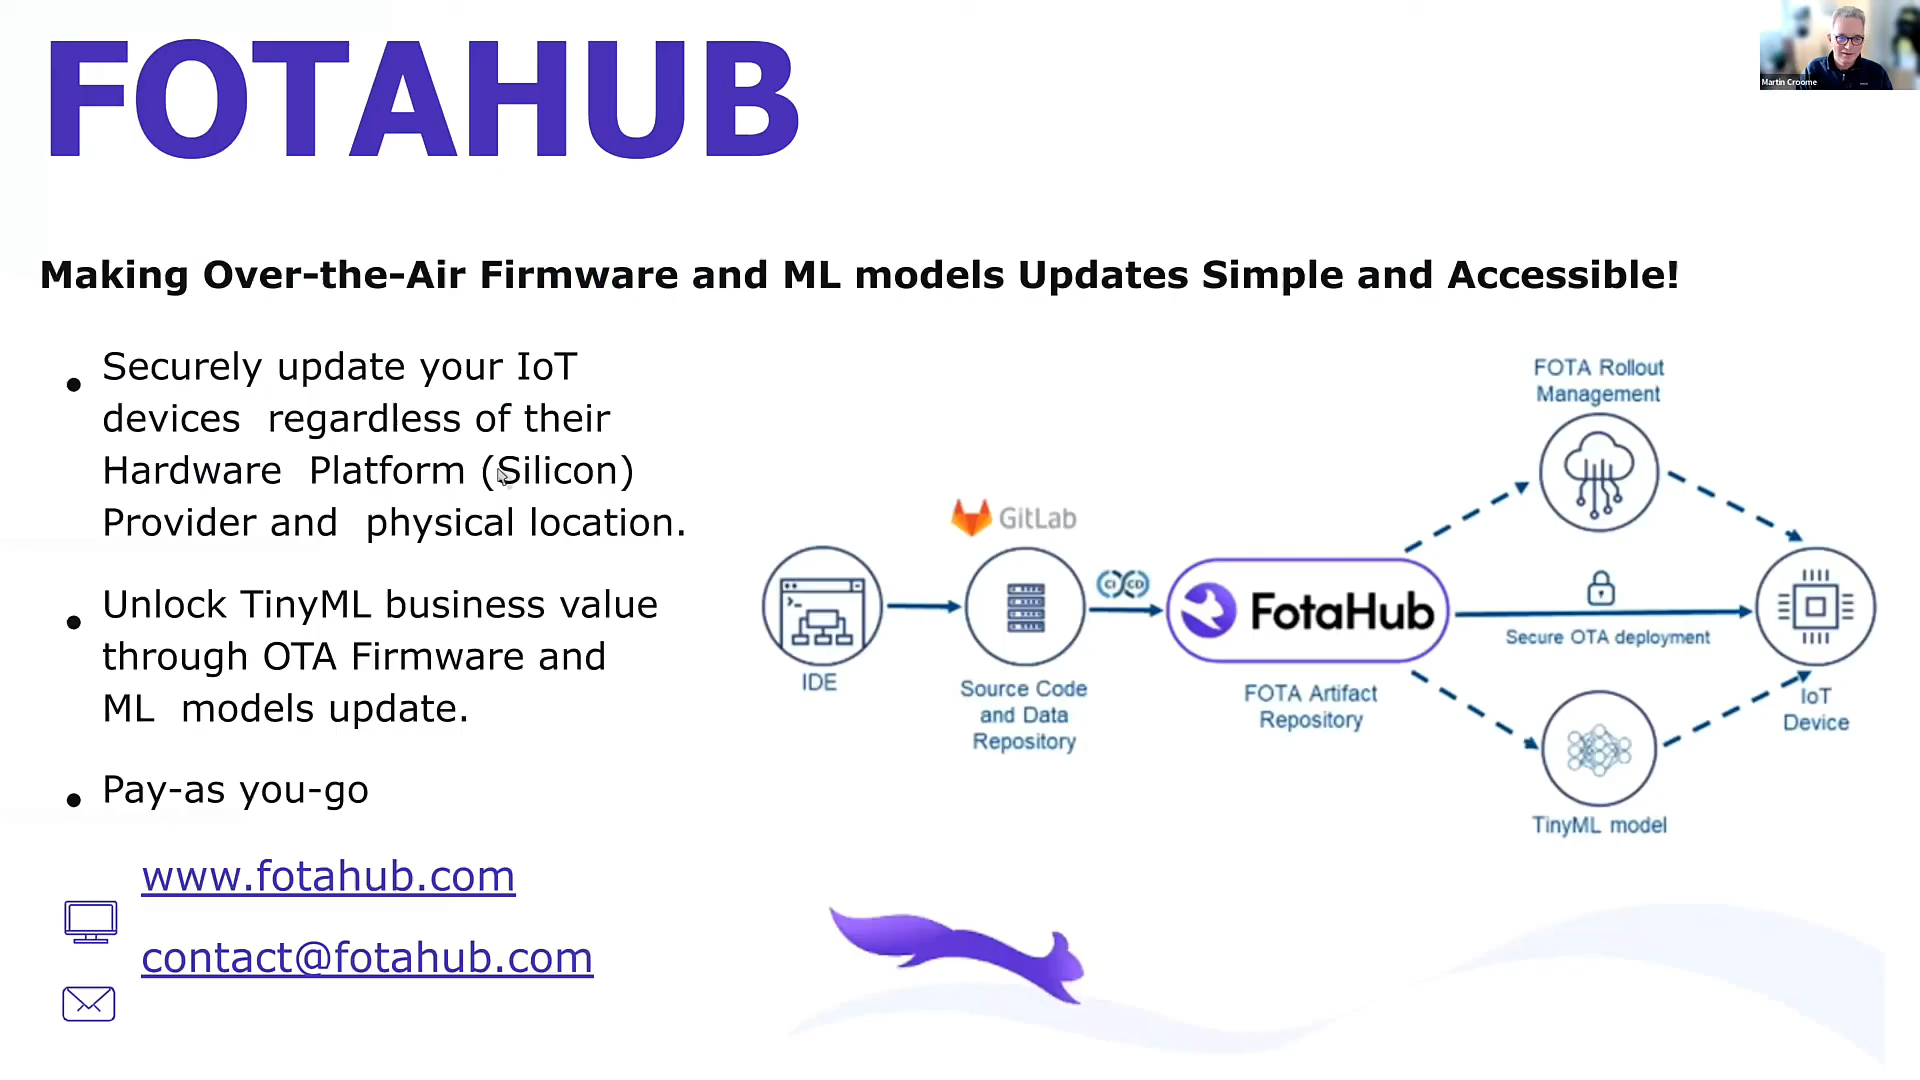 FOTAHUB
Martin Croome
Making Over-the-Air Firmware and ML models Updates Simple and Accessible!
Securely update your IoT
devices regardless of their
Hardware Platform (Silicon)
Provider and physical location.
Unlock TinyML business value
through OTA Firmware and
ML models update.
Pay-as you-go
www.fotahub.com
contact@fotahub.com
IDE
GitLab
Source Code
and Data
Repository
CI CD
FotaHub
FOTA Artifact
Repository
FOTA Rollout
Management
Secure OTA deployment
TinyML model
IoT
Device